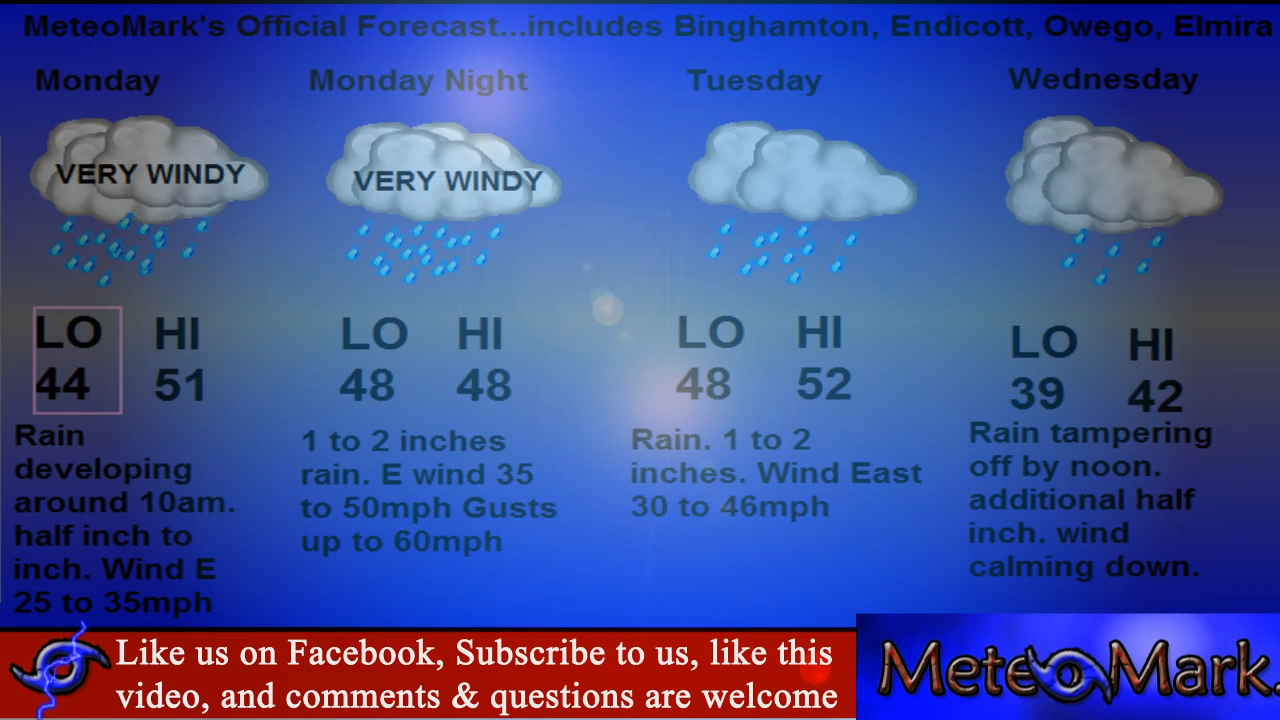 MeteoMark's Official Forecast...includes Binghamton, Endicott, Owego, Elmira
Monday
VERY WINDY
LO HI
44 51
Rain
developing
around 10am.
half inch to
inch. Wind E
25 to 35mph
Monday Night
VERY WINDY
LO HI
48 48
1 to 2 inches
rain. E wind 35
to 50mph Gusts
up to 60mph
Tuesday
LO HI
48 52
Rain. 1 to 2
inches. Wind East
30 to 46mph
Wednesday
LO HI
39 42
Rain tampering
off by noon.
additional half
inch. wind
calming down.
Like us on Facebook, Subscribe to us, like this
video, and comments & questions are welcome
MeteoMark.